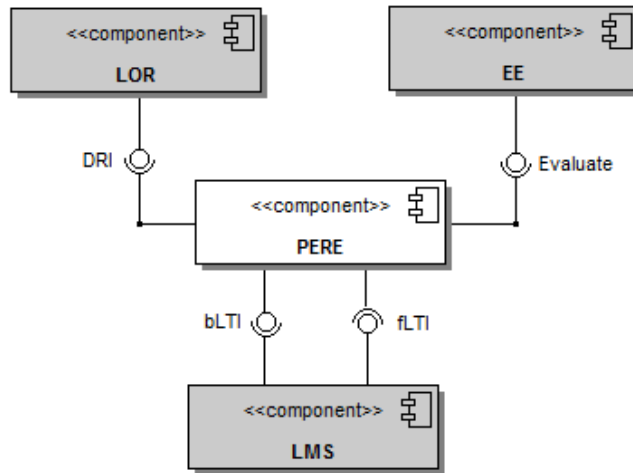 <<component>>
LOR
<<component>>
EE
DRI
Evaluate
<<component>>
PERE
bLTI
fLTI
<<component>>
LMS